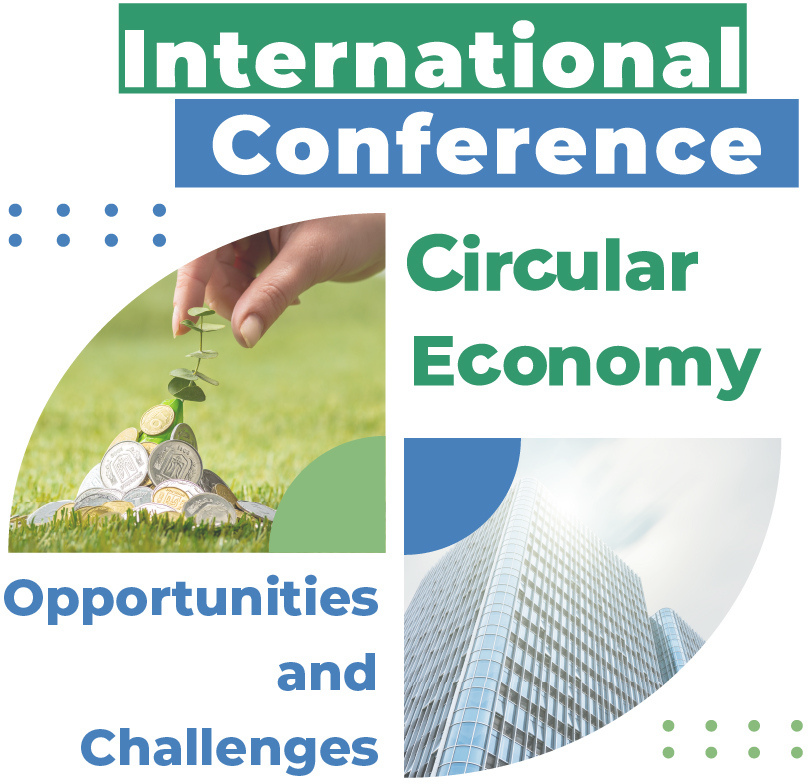 International
Conference
Circular
Economy
Opportunities
and
Challenges